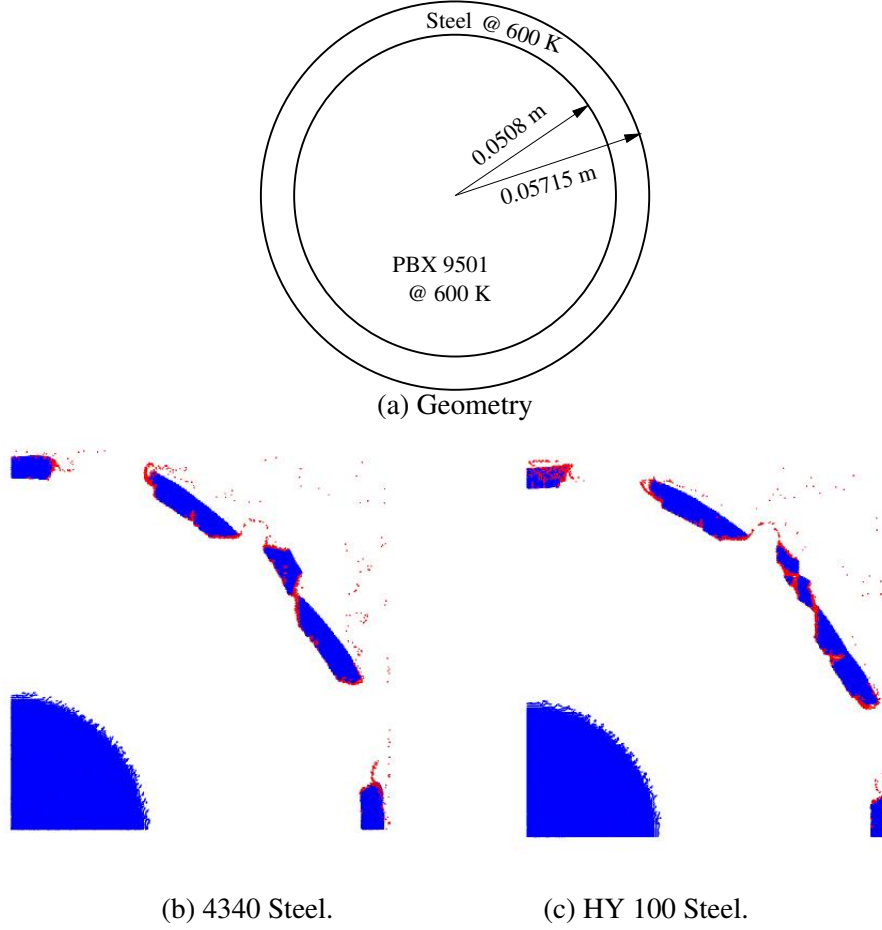 Steel @ 600 K
0.0508 m
0.05715 m
PBX 9501
@ 600 K
(a) Geometry
(b) 4340 Steel.
(c) HY 100 Steel.